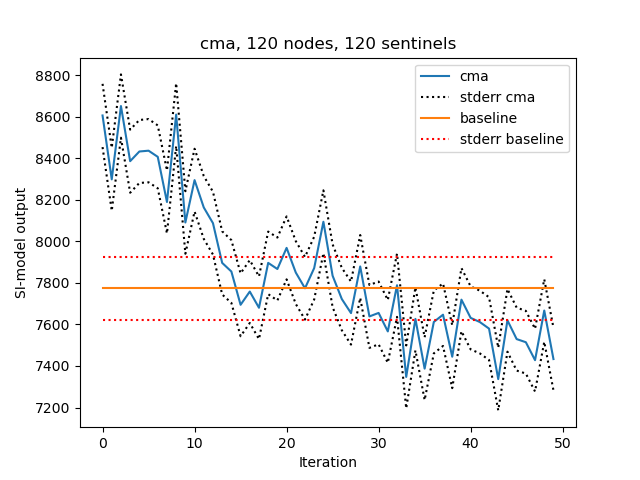 cma, 120 nodes, 120 sentinels
8800
8600
8400
8200
8000
7800
7600
7400
7200
SI-model output
cma
stderr cma
baseline
stderr baseline
0
10
20
30
40
50
Iteration